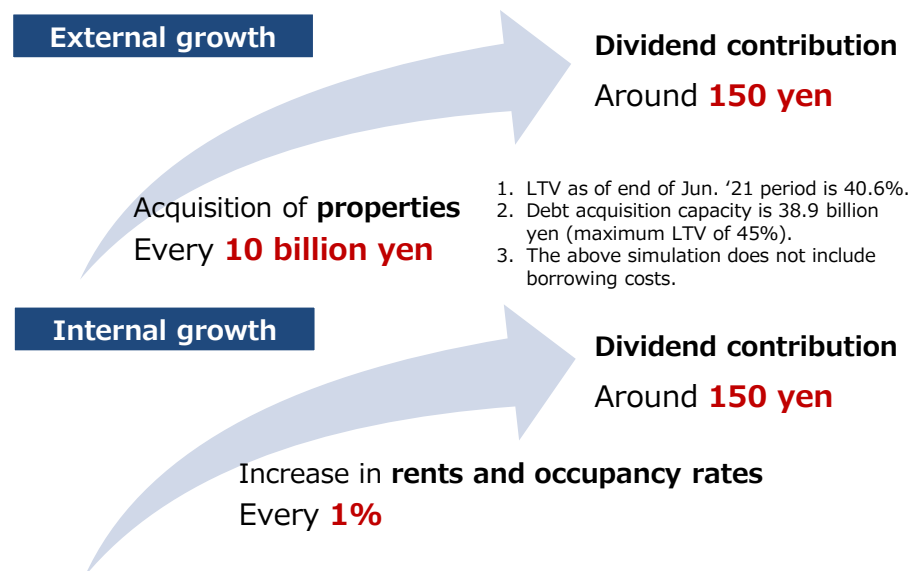 External growth
Dividend contribution
Around 150 yen
Acquisition of properties
Every 10 billion yen
1. LTV as of end of Jun. ‘21 period is 40.6%.
2. Debt acquisition capacity is 38.9 billion
yen (maximum LTV of 45%).
3. The above simulation does not include
borrowing costs.
Internal growth
Dividend contribution
Around 150 yen
Increase in rents and occupancy rates
Every 1%